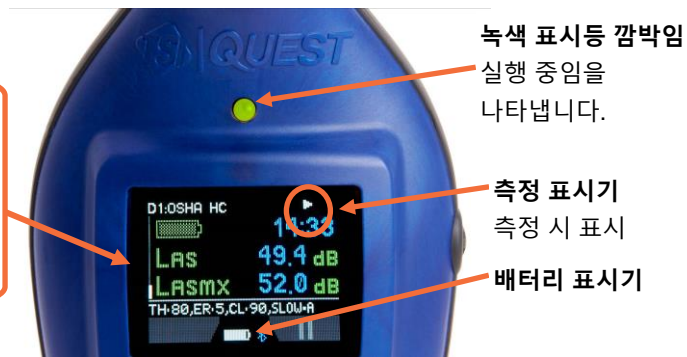 TSI QUEST
녹색 표시등 깜박임
실행 중임을
나타냅니다.
D1:OSHA HC
14:33
LAS 49.4 dB
LASMX 52.0 dB
TH·80,ER·5,CL·90,SLOW·A
측정 표시기
측정 시 표시
배터리 표시기